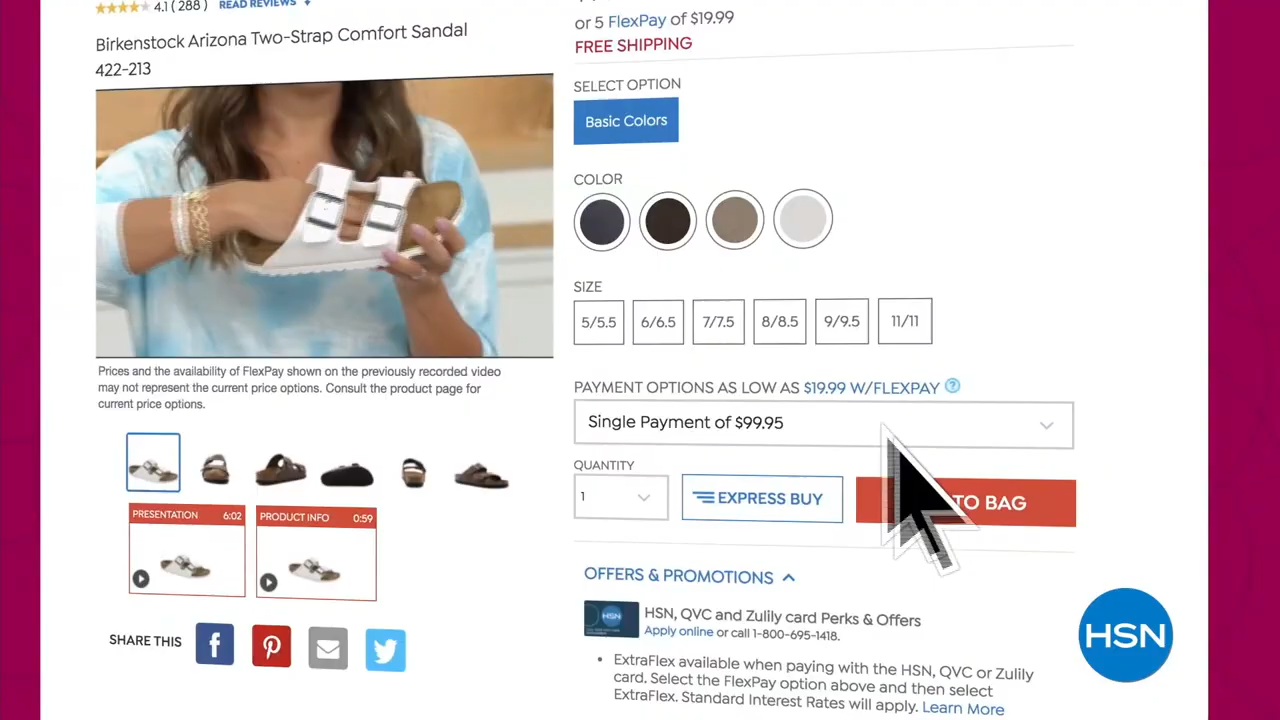 4.1 ( 288 ) READ REVIEWS
Birkenstock Arizona Two-Strap Comfort Sandal
422-213
Prices and the availability of FlexPay shown on the previously recorded video
may not represent the current price options. Consult the product page for
current price options.
PRESENTATION 6:02
PRODUCT INFO 0:59
SHARE THIS
or 5 FlexPay of $19.99
FREE SHIPPING
SELECT OPTION
Basic Colors
COLOR
SIZE
5/5.5 6/6.5 7/7.5 8/8.5 9/9.5 11/11
PAYMENT OPTIONS AS LOW AS $19.99 W/FLEXPAY ?
Single Payment of $99.95
QUANTITY
1
EXPRESS BUY
TO BAG
OFFERS & PROMOTIONS
HSN
HSN, QVC and Zulily card Perks & Offers
Apply online or call 1-800-695-1418.
• ExtraFlex available when paying with the HSN, QVC or Zulily
card. Select the FlexPay option above and then select
ExtraFlex. Standard Interest Rates will apply. Learn More
HSN